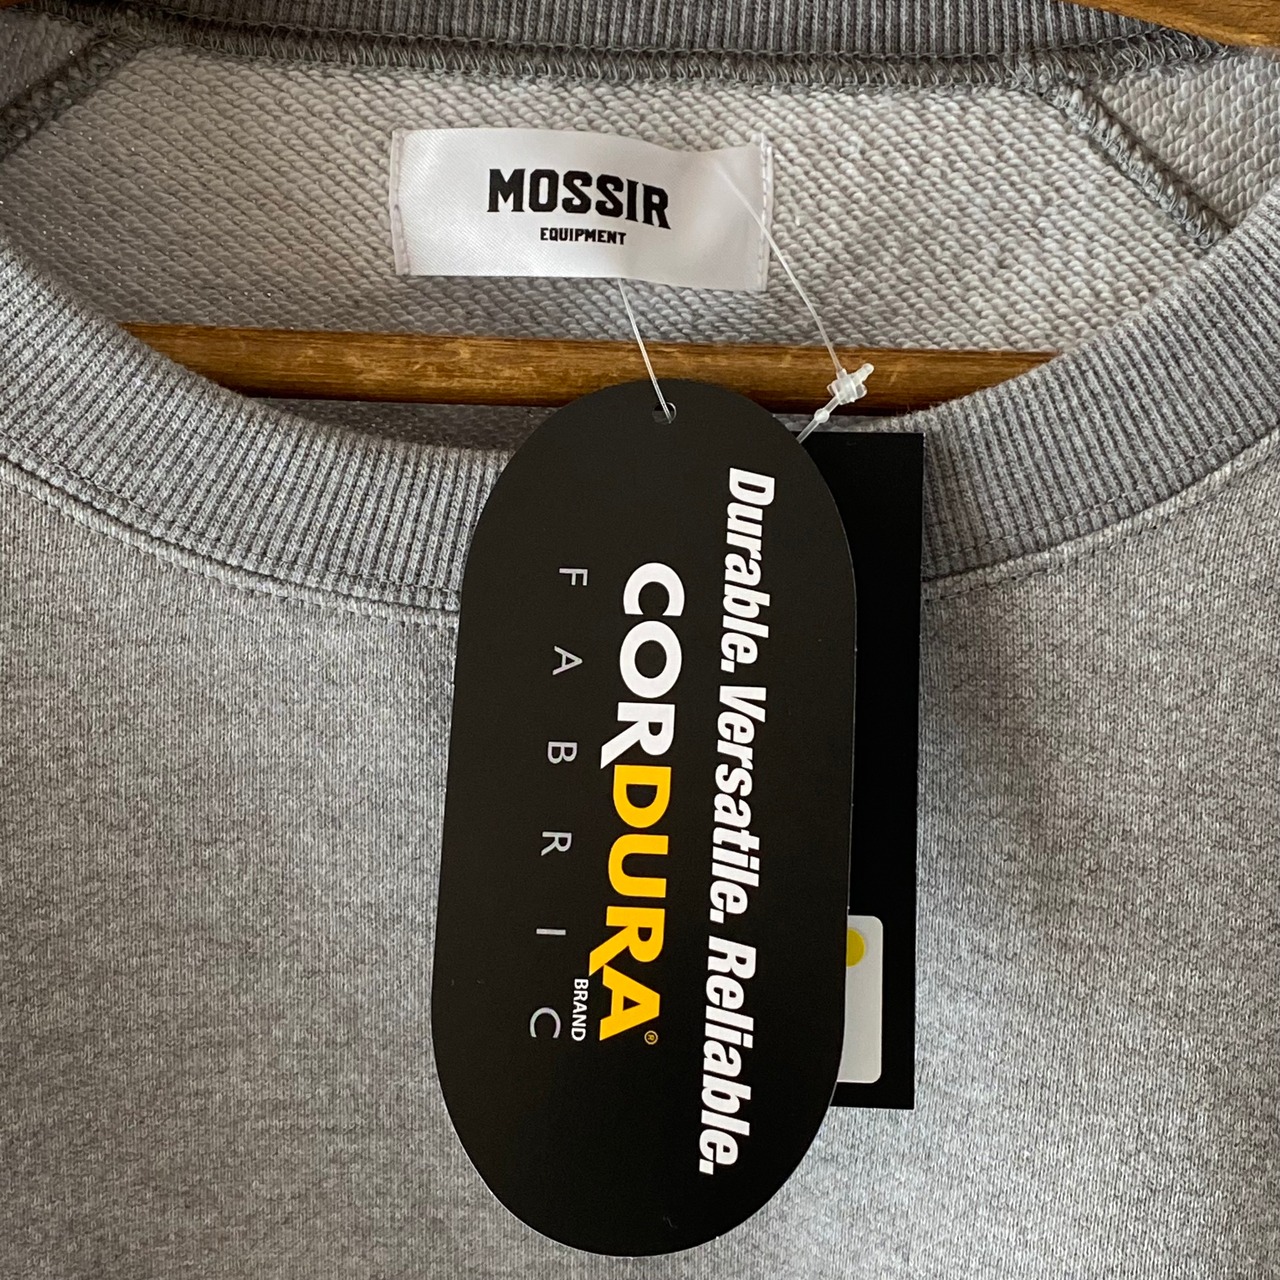 MOSSIR
EQUIPMENT
Durable. Versatile. Reliable.
CORDURA®
BRAND
FABRIC